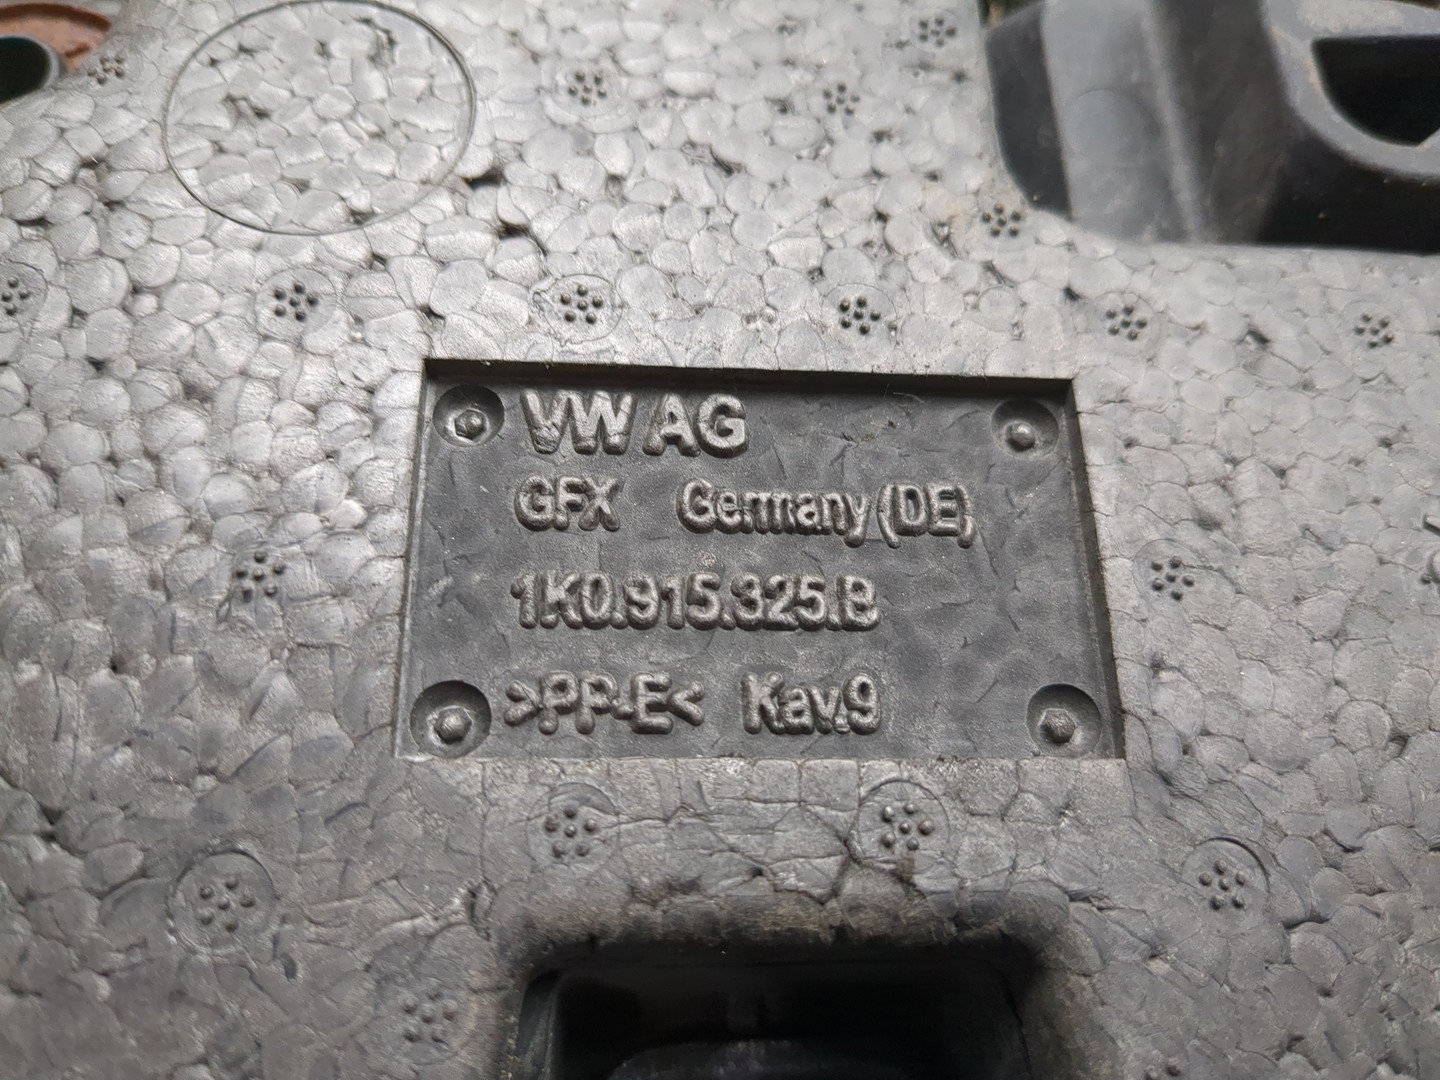 VW AG
GFX Germany (DE)
1K0.915.325.B
>PP-E< Kav.9